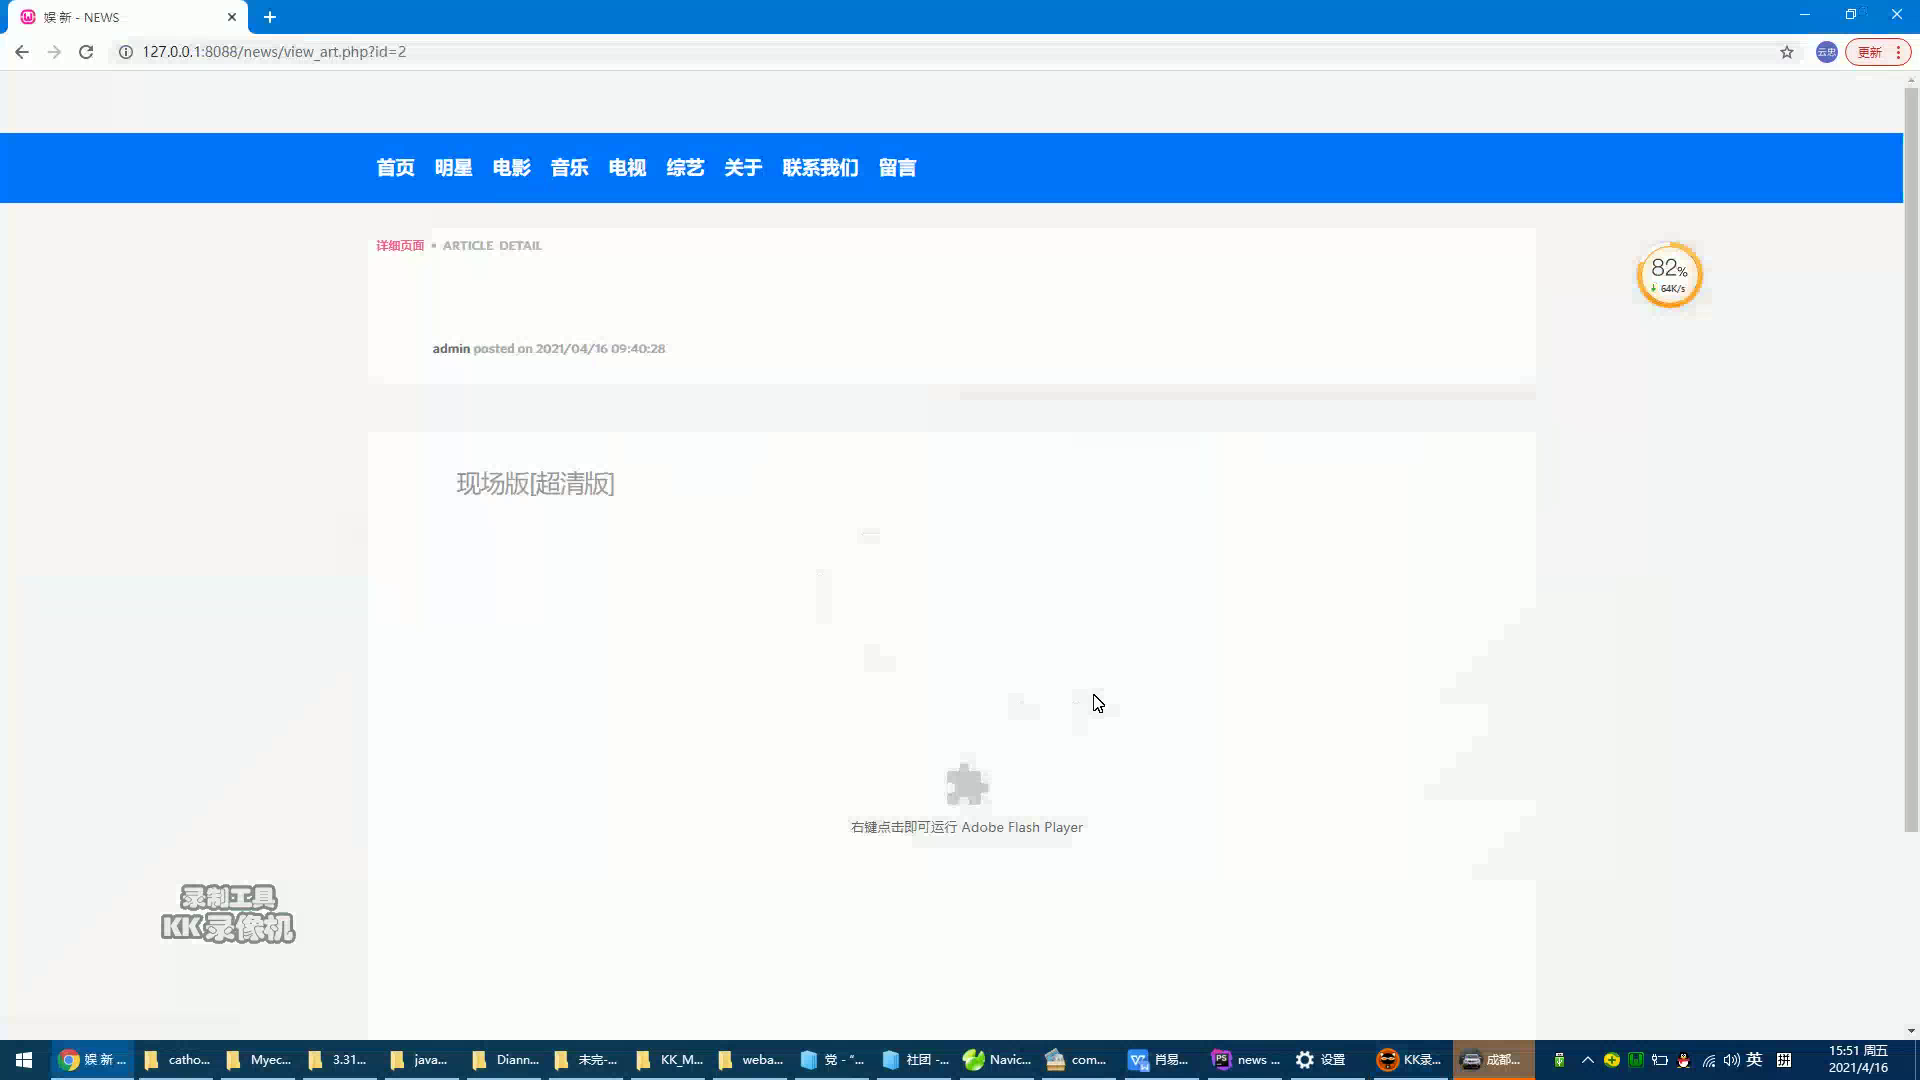 娱 新 - NEWS
127.0.0.1:8088/news/view_art.php?id=2
云忠
更新
首页 明星 电影 音乐 电视 综艺 关于 联系我们 留言
详细页面 ▪ ARTICLE DETAIL
82%
64K/s
admin posted on 2021/04/16 09:40:28
现场版[超清版]
右键点击即可运行 Adobe Flash Player
录制工具
KK录像机
娱 新 ... catho... Myec... 3.31... java... Diann... 未完-... KK_M... weba... 党 - “... 社团 -... Navic... com... 肖易... news ... 设置 KK录... 成都... 英 拼
15:51 周五
2021/4/16